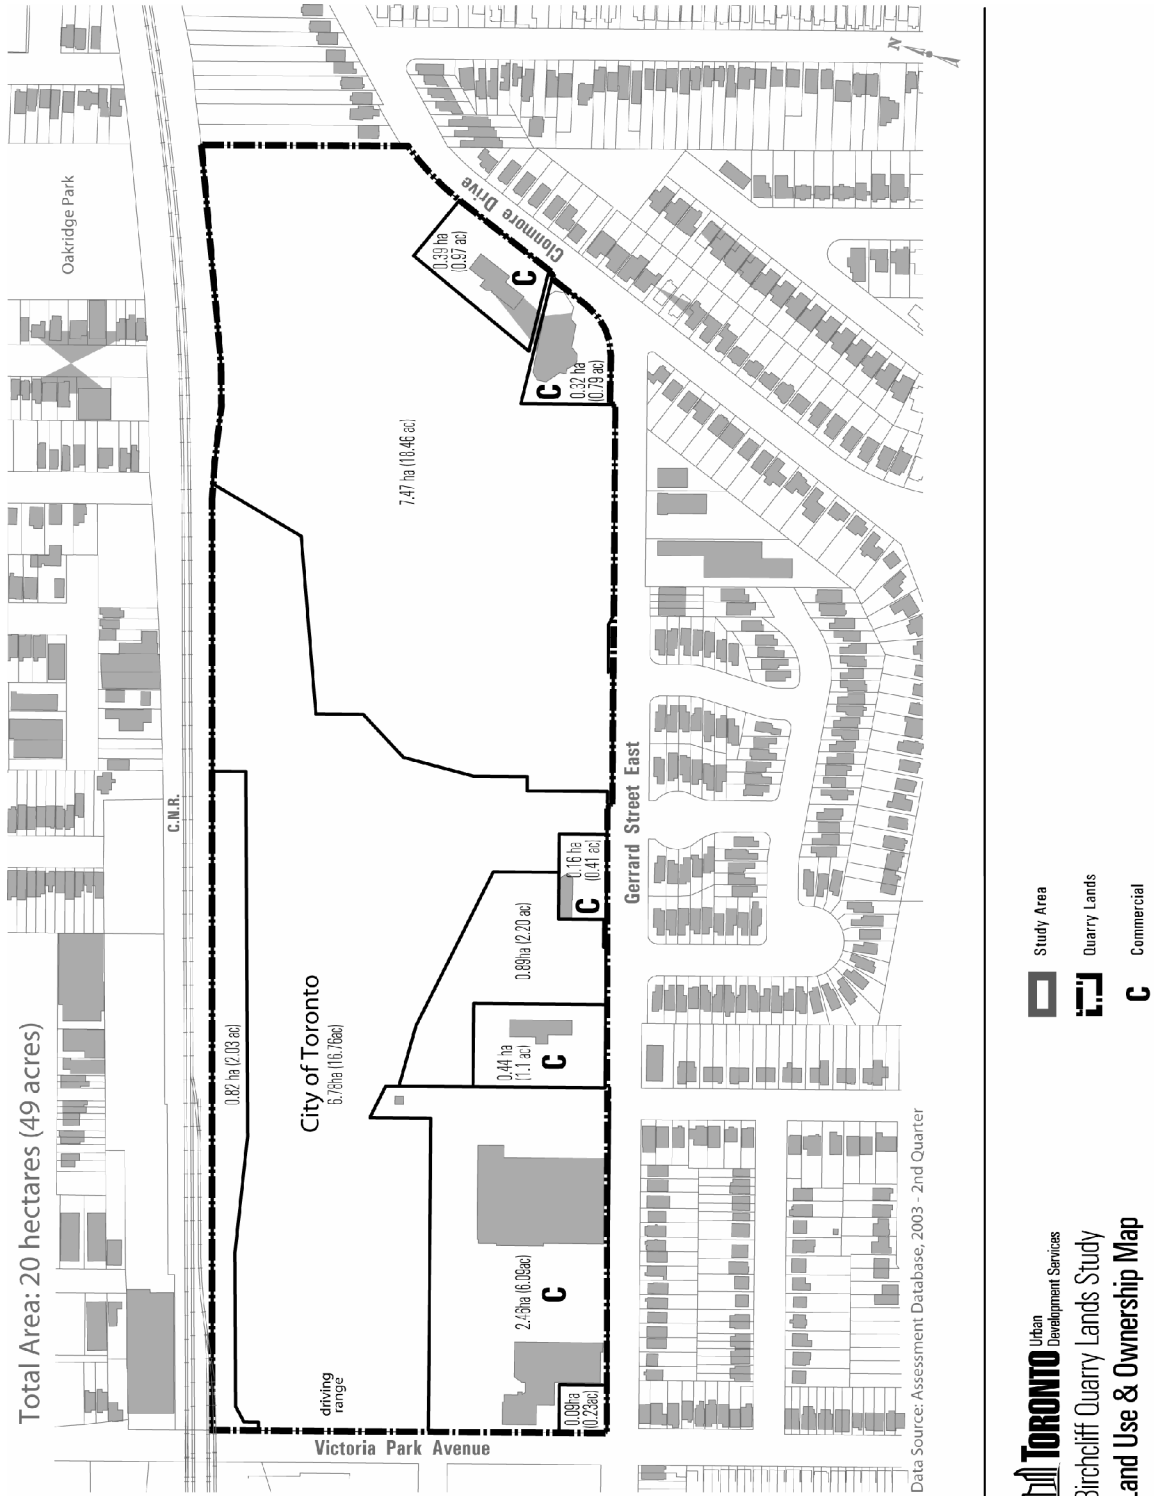 Total Area: 20 hectares (49 acres)
Oakridge Park
C.N.R.
N
Clonmore Drive
0.39 ha
(0.97 ac)
C
C
0.32 ha
(0.79 ac)
7.47 ha (18.46 ac)
0.82 ha (2.03 ac)
City of Toronto
6.78ha (16.76ac)
driving
range
0.16 ha
(0.41 ac)
C
0.89ha (2.20 ac)
0.44 ha
(1.1 ac)
C
2.46ha (6.09ac)
C
0.09ha
(0.23ac)
Victoria Park Avenue
Gerrard Street East
Data Source: Assessment Database, 2003 - 2nd Quarter
TORONTO Urban
Development Services
Birchcliff Quarry Lands Study
Land Use & Ownership Map
Study Area
Quarry Lands
C Commercial